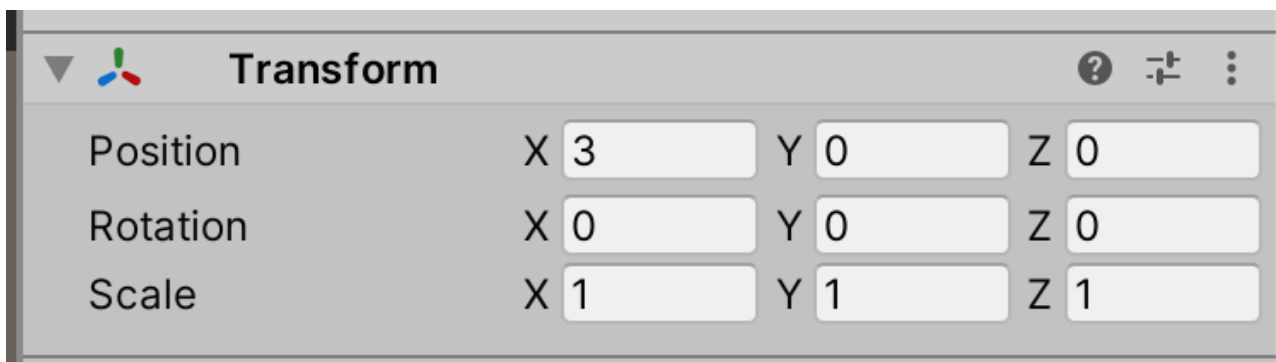 Transform
Position X 3 Y 0 Z 0
Rotation X 0 Y 0 Z 0
Scale X 1 Y 1 Z 1